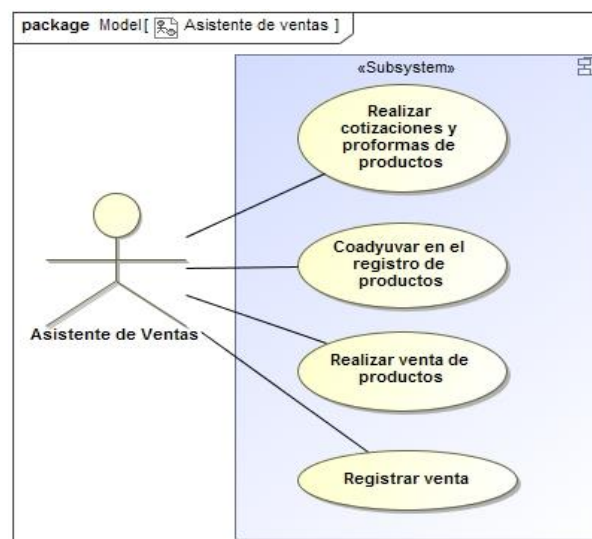 package Model[ Asistente de ventas ]
«Subsystem»
Realizar
cotizaciones y
proformas de
productos
Coadyuvar en el
registro de
productos
Asistente de Ventas
Realizar venta de
productos
Registrar venta